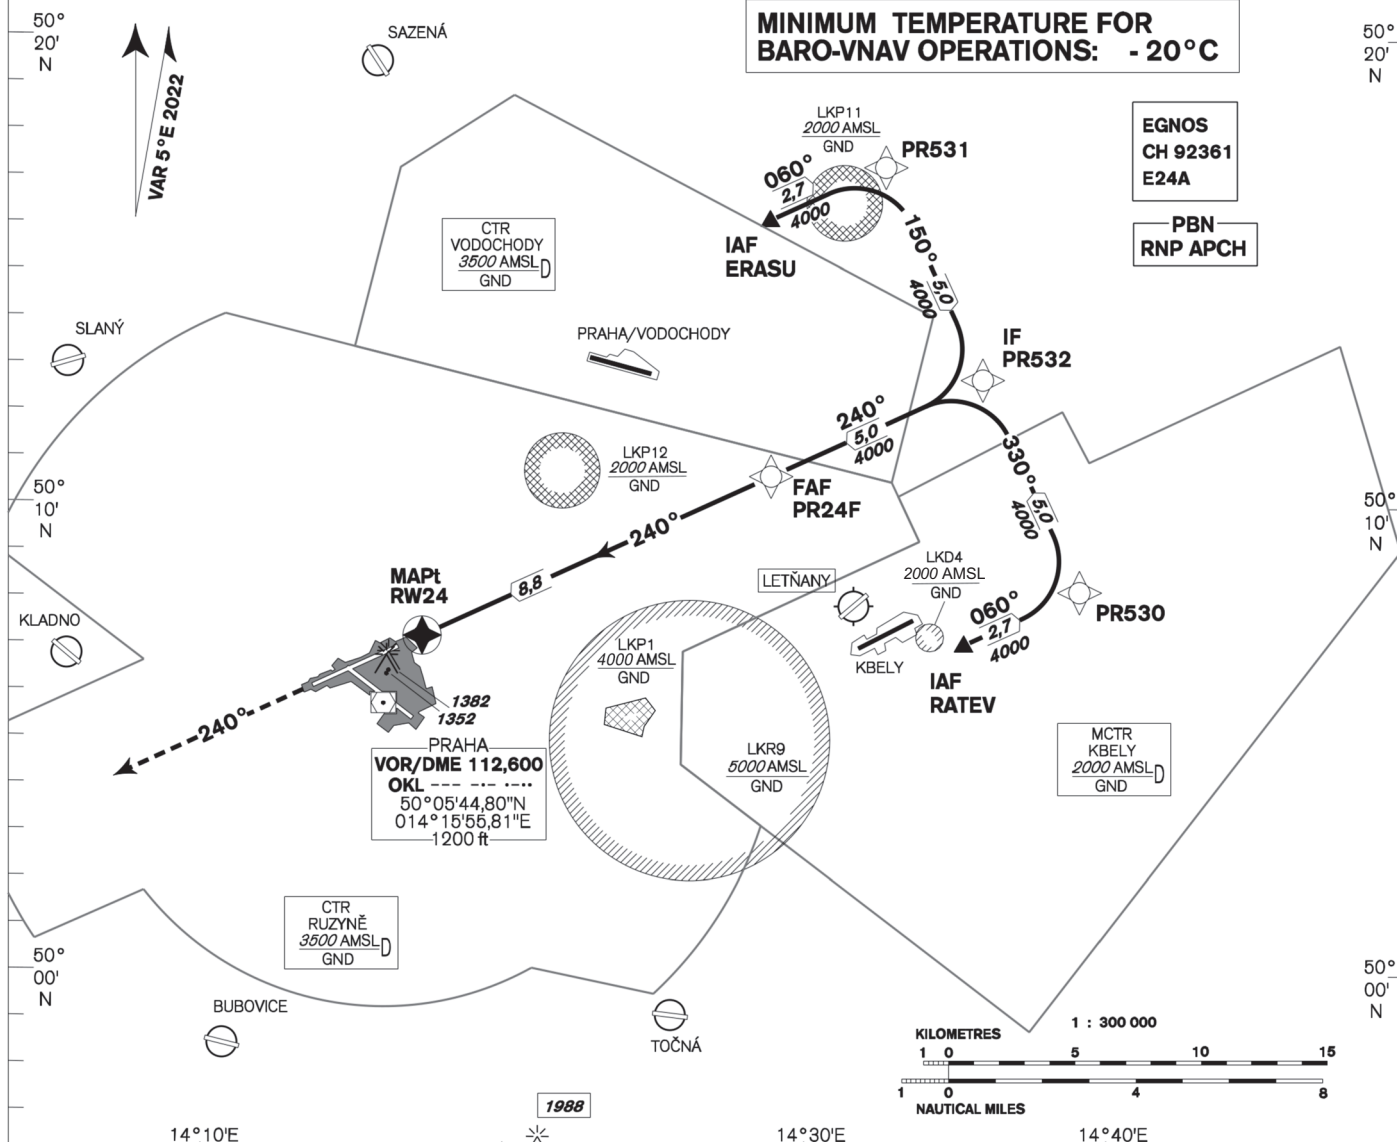 50°
20'
N
VAR 5°E 2022
SAZENÁ
MINIMUM TEMPERATURE FOR
BARO-VNAV OPERATIONS: - 20°C
50°
20'
N
EGNOS
CH 92361
E24A
PBN
RNP APCH
LKP11
2000 AMSL
GND
PR531
060°
2,7
4000
IAF
ERASU
150°
5,0
4000
CTR
VODOCHODY
3500 AMSL D
GND
SLANÝ
PRAHA/VODOCHODY
IF
PR532
240°
5,0
4000
LKP12
2000 AMSL
GND
FAF
PR24F
330°
5,0
4000
50°
10'
N
50°
10'
N
240°
8,8
MAPt
RW24
LETŇANY
LKD4
2000 AMSL
GND
KBELY
060°
2,7
4000
PR530
IAF
RATEV
KLADNO
LKP1
4000 AMSL
GND
1382
1352
240°
PRAHA
VOR/DME 112,600
OKL --- -·- ·-··
50°05'44,80"N
014°15'55,81"E
1200 ft
LKR9
5000 AMSL
GND
MCTR
KBELY
2000 AMSL D
GND
CTR
RUZYNĚ
3500 AMSL D
GND
50°
00'
N
50°
00'
N
BUBOVICE
TOČNÁ
1 : 300 000
KILOMETRES
1 0 5 10 15
1 0 4 8
NAUTICAL MILES
1988
14°10'E
14°30'E
14°40'E